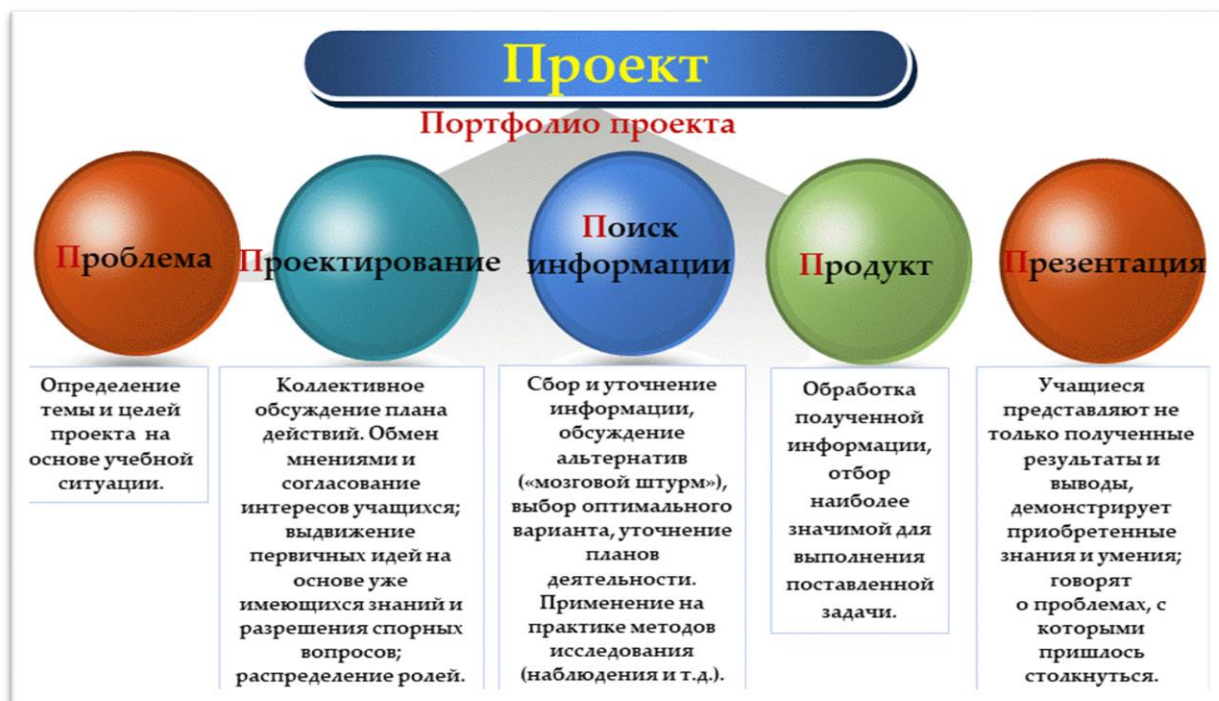 Проект
Портфолио проекта
Проблема
Проектирование
Поиск
информации
Продукт
Презентация
Определение
темы и целей
проекта на
основе учебной
ситуации.
Коллективное
обсуждение плана
действий. Обмен
мнениями и
согласование
интересов учащихся;
выдвижение
первичных идей на
основе уже
имеющихся знаний и
разрешения спорных
вопросов;
распределение ролей.
Сбор и уточнение
информации,
обсуждение
альтернатив
(«мозговой штурм»),
выбор оптимального
варианта, уточнение
планов
деятельности.
Применение на
практике методов
исследования
(наблюдения и т.д.).
Обработка
полученной
информации,
отбор
наиболее
значимой для
выполнения
поставленной
задачи.
Учащиеся
представляют не
только полученные
результаты и
выводы,
демонстрирует
приобретенные
знания и умения;
говорят
о проблемах, с
которыми
пришлось
столкнуться.